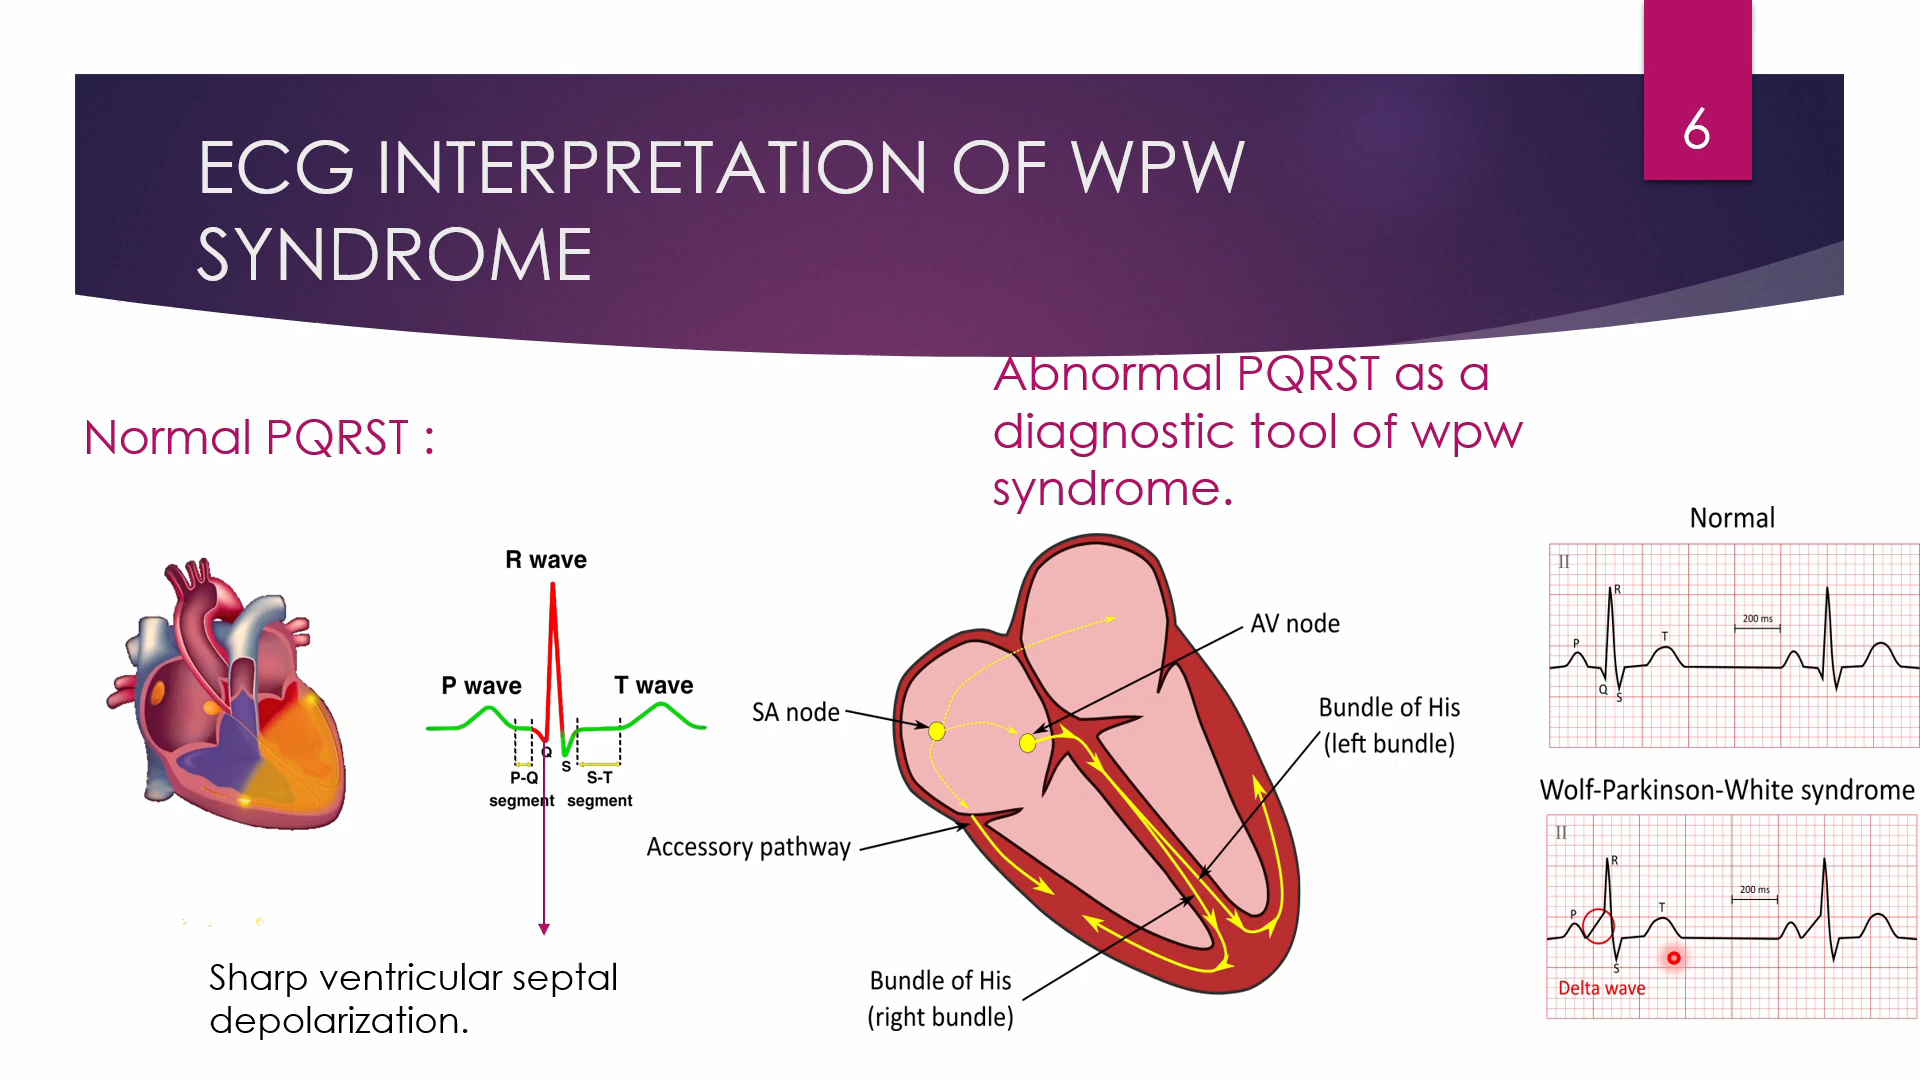 6
ECG INTERPRETATION OF WPW
SYNDROME
Normal PQRST :
Abnormal PQRST as a
diagnostic tool of wpw
syndrome.
R wave
P wave
T wave
Q
S
P-Q
segment
S-T
segment
Sharp ventricular septal
depolarization.
SA node
AV node
Bundle of His
(left bundle)
Accessory pathway
Bundle of His
(right bundle)
Normal
II
R
200 ms
P
T
Q
S
Wolf-Parkinson-White syndrome
II
R
200 ms
P
T
S
Delta wave